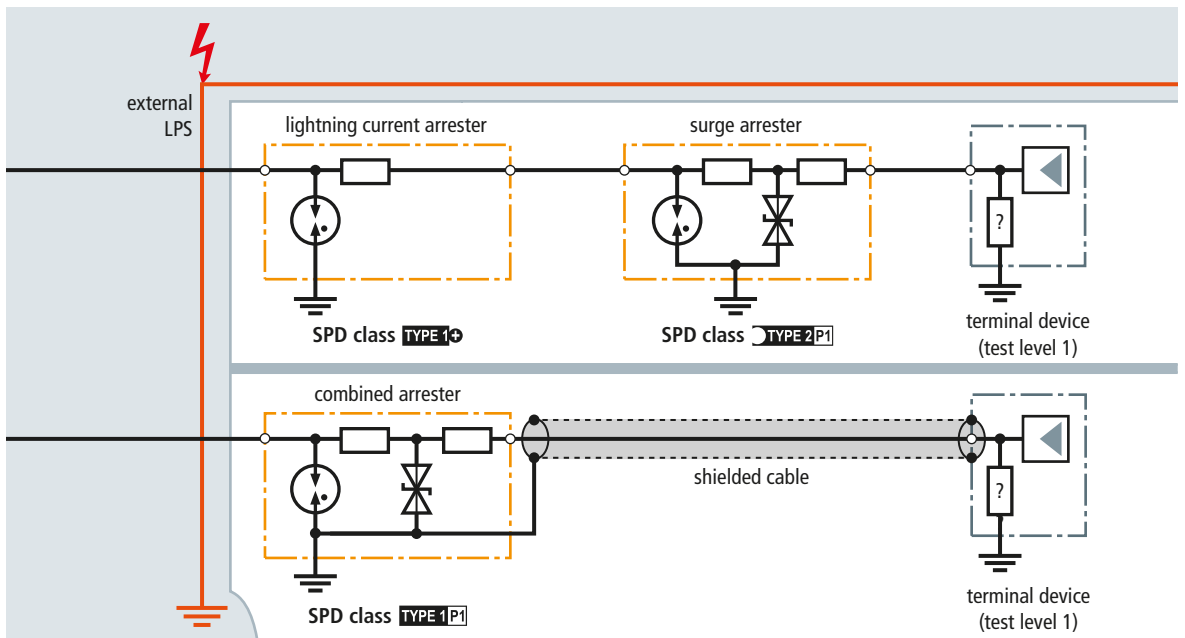 external
LPS
lightning current arrester
surge arrester
?
SPD class TYPE 1+
SPD class TYPE 2 P1
terminal device
(test level 1)
combined arrester
shielded cable
?
SPD class TYPE 1 P1
terminal device
(test level 1)